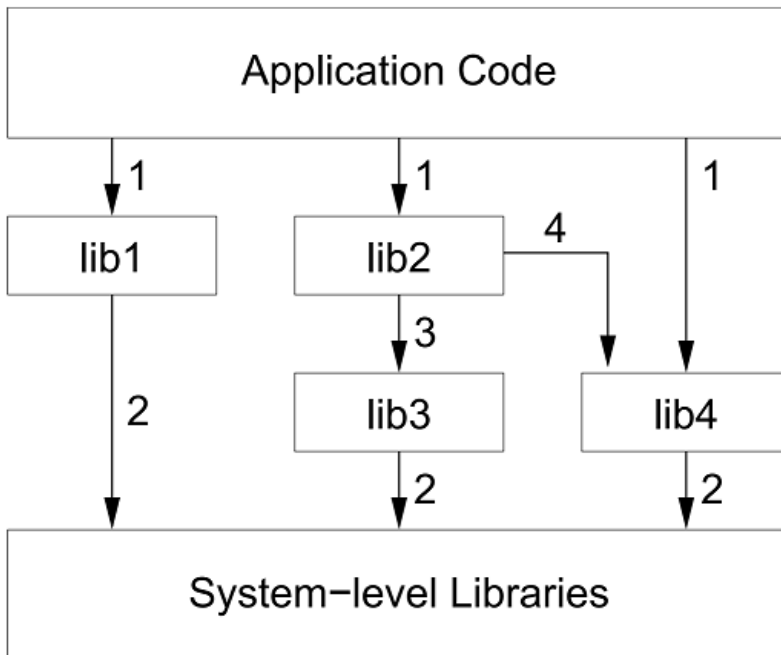 Application Code
1
1
1
lib1
lib2
4
3
2
lib3
lib4
2
2
System-level Libraries